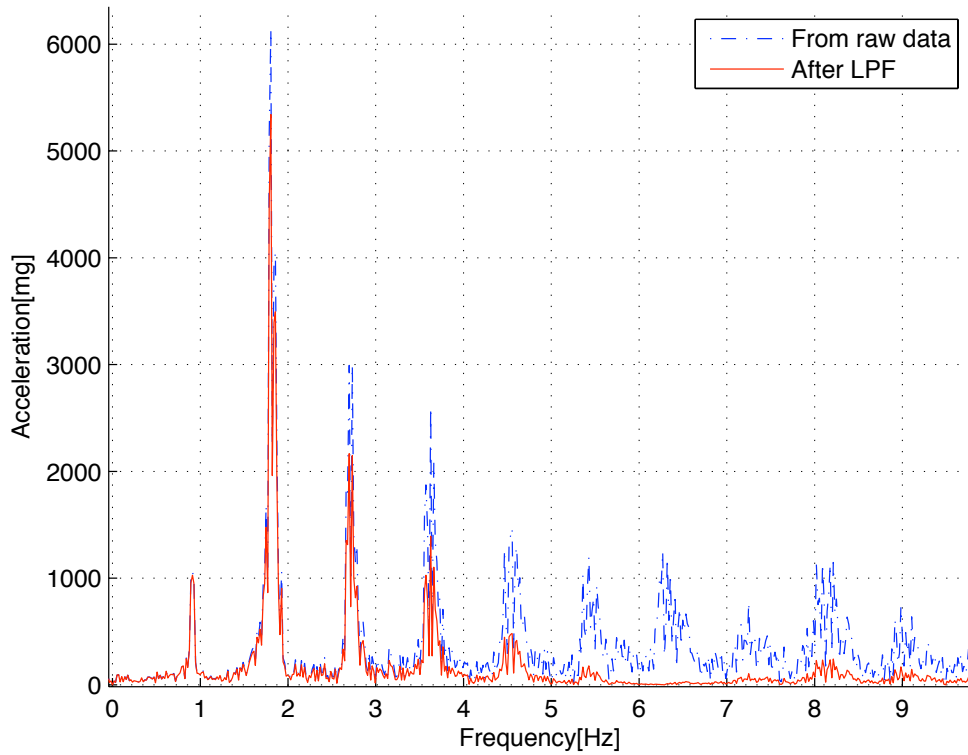 From raw data
After LPF
6000
5000
4000
3000
2000
1000
0
Acceleration[mg]
0 1 2 3 4 5 6 7 8 9
Frequency[Hz]